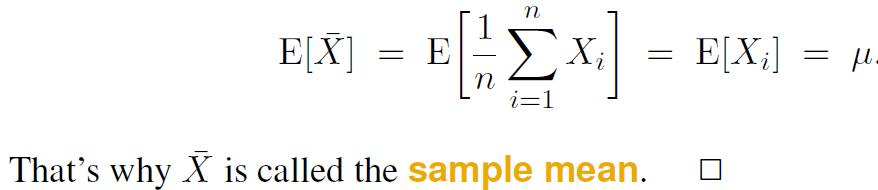 E[X̄] = E[1/n ∑_{i=1}^{n} X_i] = E[X_i] = μ.
That's why X̄ is called the sample mean. □